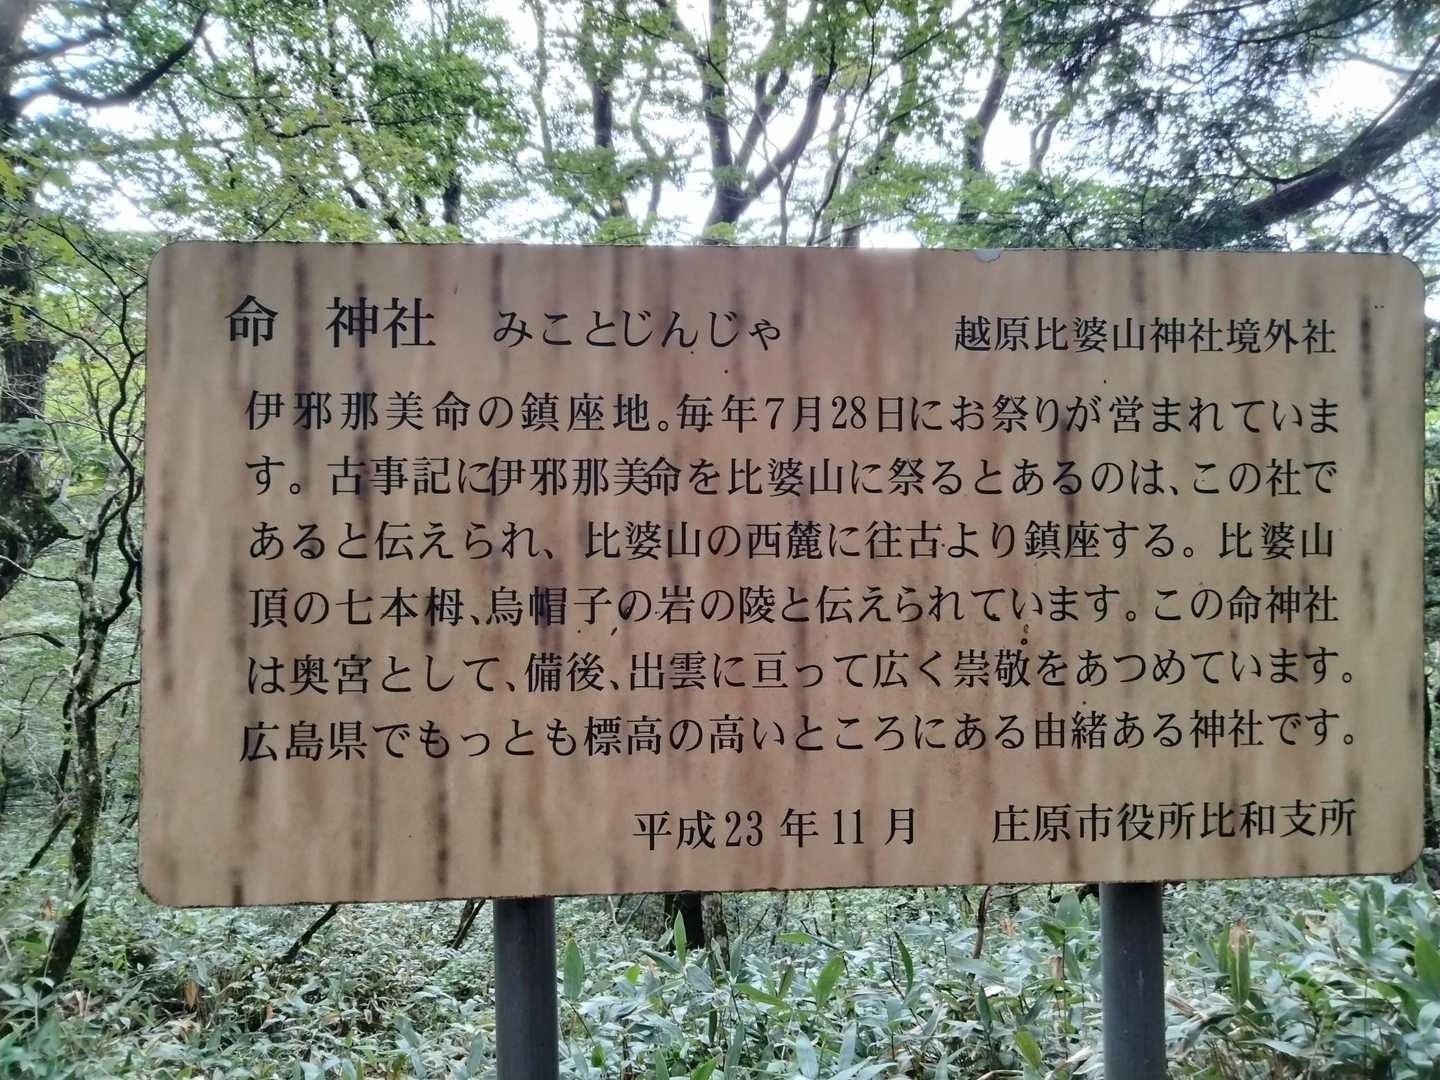 命　神社　みことじんじゃ　越原比婆山神社境外社
伊邪那美命の鎮座地。毎年7月28日にお祭りが営まれていま
す。古事記に伊邪那美命を比婆山に祭るとあるのは、この社で
あると伝えられ、比婆山の西麓に往古より鎮座する。比婆山
頂の七本栂、烏帽子の岩の陵と伝えられています。この命神社
は奥宮として、備後、出雲に亘って広く崇敬をあつめています。
広島県でもっとも標高の高いところにある由緒ある神社です。
平成23年11月　庄原市役所比和支所